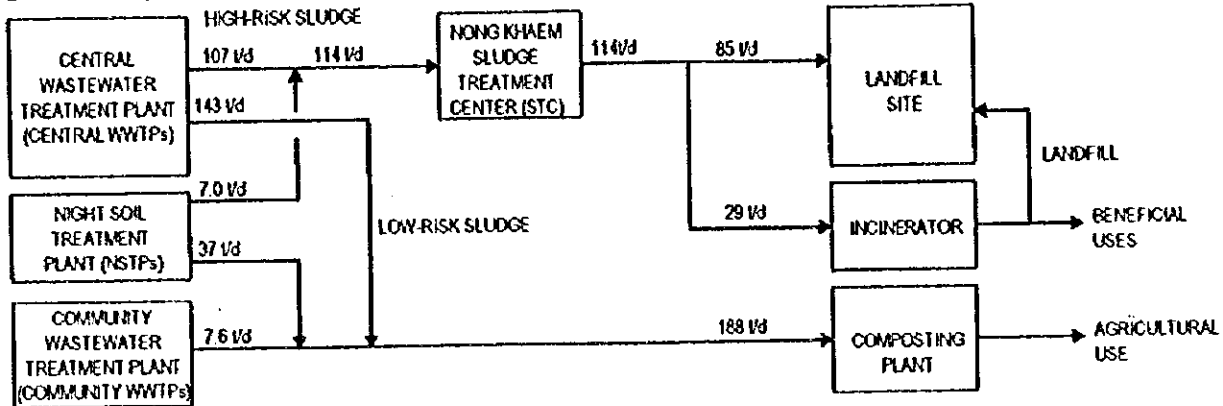 HIGH-RISK SLUDGE
CENTRAL
WASTEWATER
TREATMENT PLANT
(CENTRAL WWTPs)
107 t/d
114 t/d
143 t/d
NONG KHAEM
SLUDGE
TREATMENT
CENTER (STC)
114t/d
85 t/d
LANDFILL
SITE
LANDFILL
7.0 t/d
NIGHT SOIL
TREATMENT
PLANT (NSTPs)
37 t/d
LOW-RISK SLUDGE
29 t/d
INCINERATOR
BENEFICIAL
USES
COMMUNITY
WASTEWATER
TREATMENT PLANT
(COMMUNITY WWTPs)
7.6 t/d
188 t/d
COMPOSTING
PLANT
AGRICULTURAL
USE